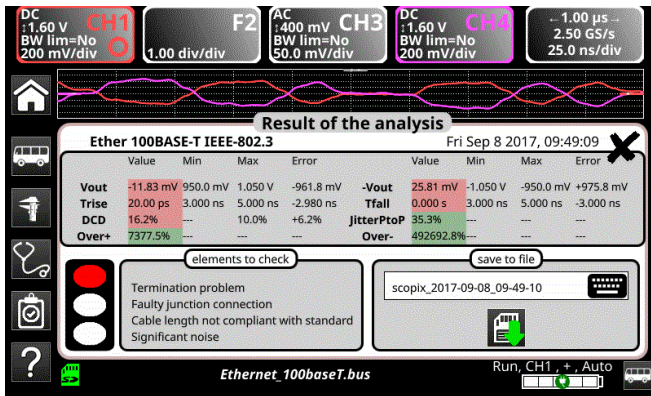 DC
↕1.60 V CH1
BW lim=No
200 mV/div
F2
1.00 div/div
AC
↕400 mV CH3
BW lim=No
50.0 mV/div
DC
↕1.60 V CH4
BW lim=No
200 mV/div
←1.00 µs→
2.50 GS/s
25.0 ns/div
Result of the analysis
Ether 100BASE-T IEEE-802.3 Fri Sep 8 2017, 09:49:09
Value Min Max Error Value Min Max Error
Vout -11.83 mV 950.0 mV 1.050 V -961.8 mV -Vout 25.81 mV -1.050 V -950.0 mV +975.8 mV
Trise 20.00 ps 3.000 ns 5.000 ns -2.980 ns Tfall 0.000 s 3.000 ns 5.000 ns -3.000 ns
DCD 16.2% --- 10.0% +6.2% JitterPtoP 35.3% --- --- ---
Over+ 7377.5% --- --- --- Over- 492692.8% --- --- ---
elements to check
Termination problem
Faulty junction connection
Cable length not compliant with standard
Significant noise
save to file
scopix_2017-09-08_09-49-10
?
Ethernet_100baseT.bus
Run, CH1 , + , Auto